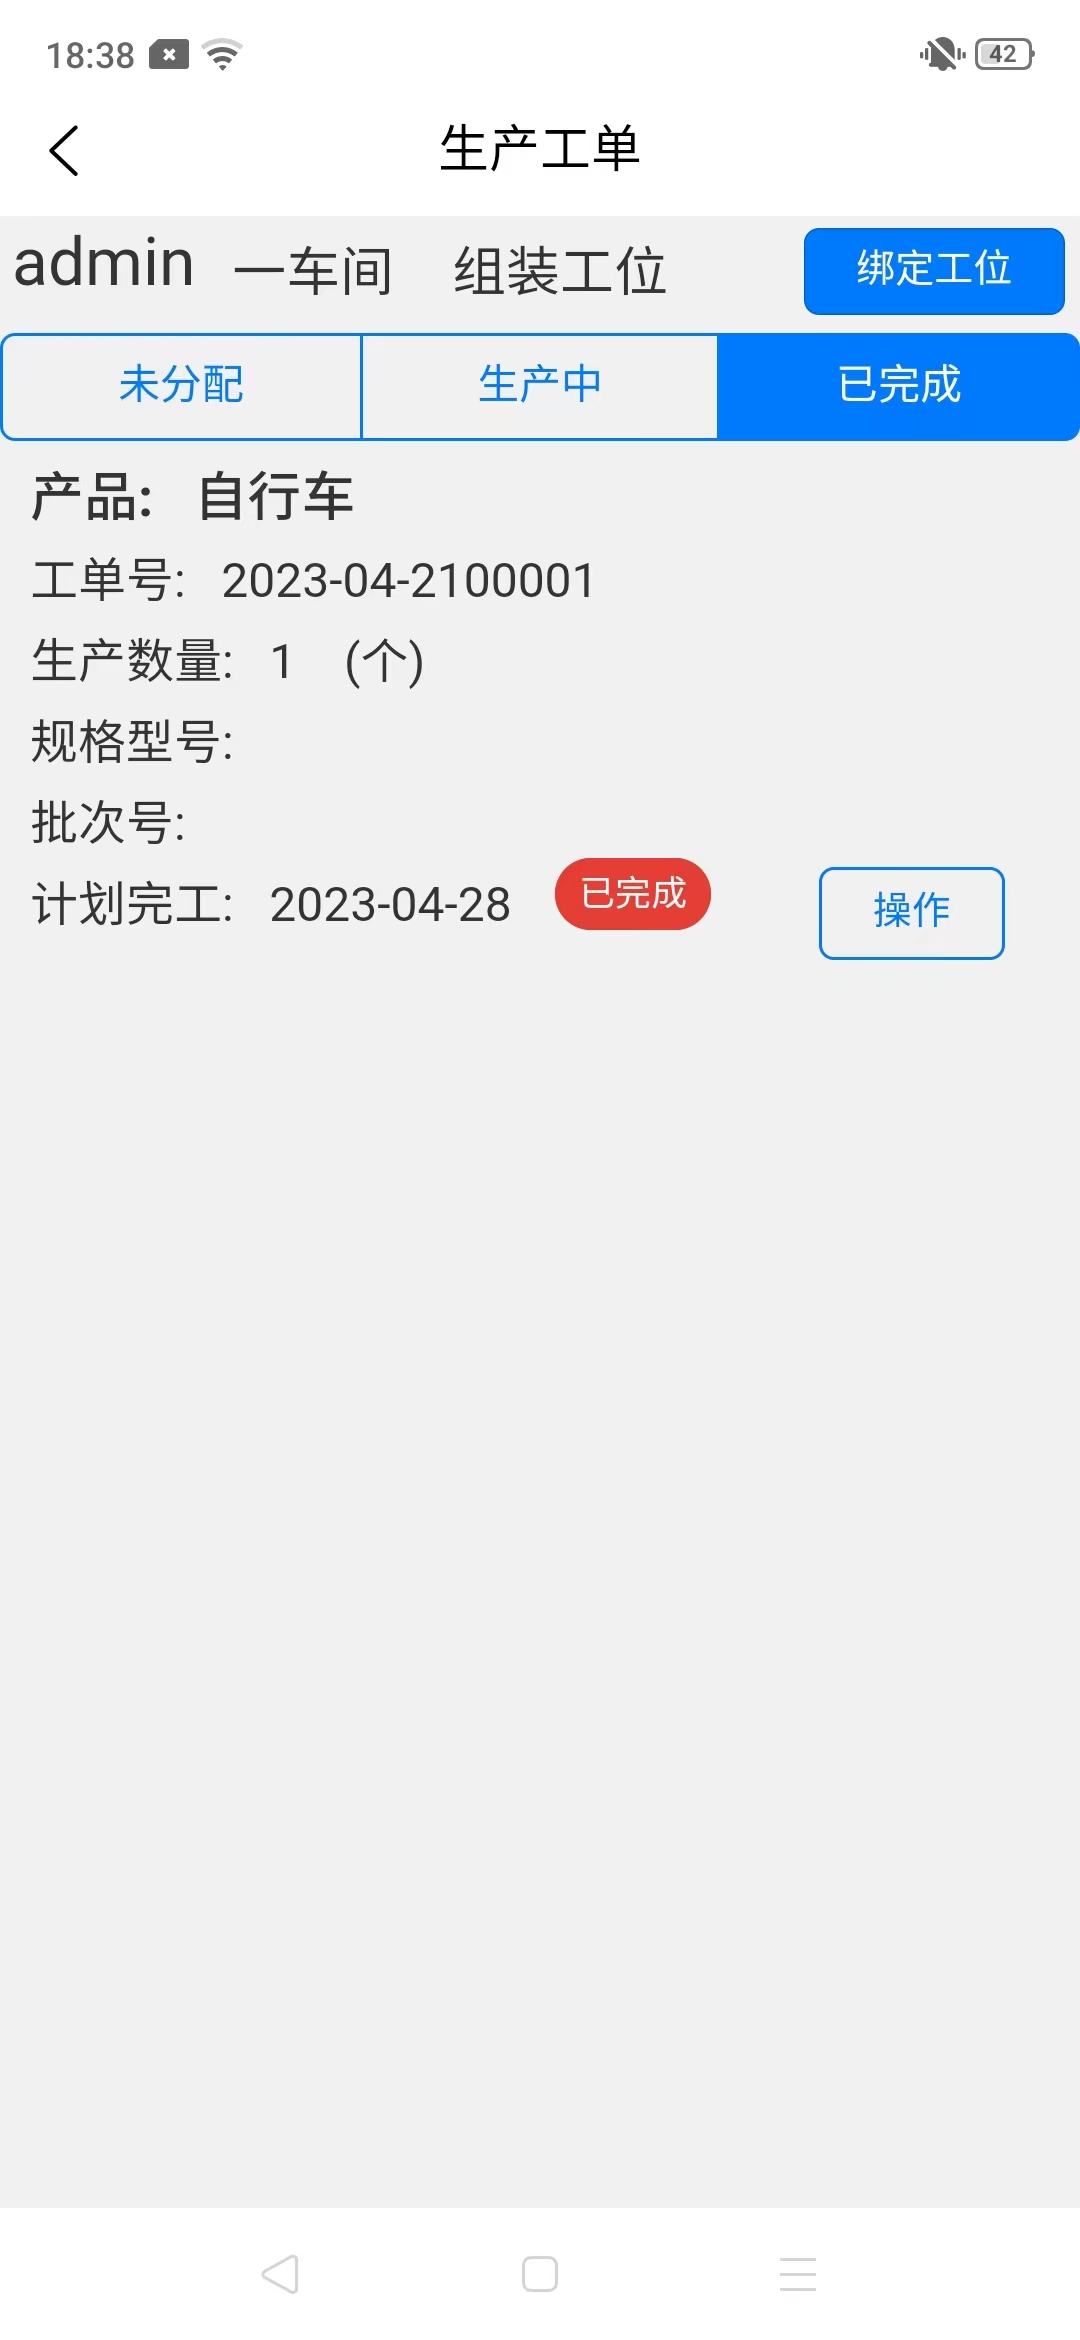 18:38 42
生产工单
admin 一车间 组装工位 绑定工位
未分配 生产中 已完成
产品: 自行车
工单号: 2023-04-2100001
生产数量: 1 (个)
规格型号:
批次号:
计划完工: 2023-04-28 已完成 操作